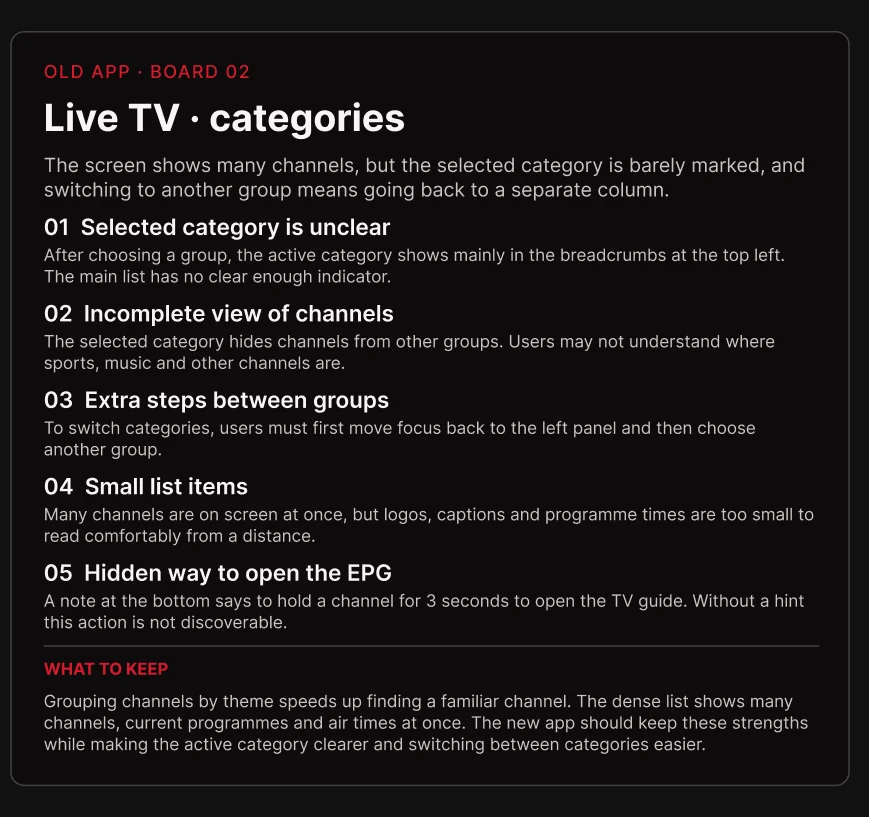 OLD APP · BOARD 02
Live TV · categories
The screen shows many channels, but the selected category is barely marked, and
switching to another group means going back to a separate column.
01 Selected category is unclear
After choosing a group, the active category shows mainly in the breadcrumbs at the top left.
The main list has no clear enough indicator.
02 Incomplete view of channels
The selected category hides channels from other groups. Users may not understand where
sports, music and other channels are.
03 Extra steps between groups
To switch categories, users must first move focus back to the left panel and then choose
another group.
04 Small list items
Many channels are on screen at once, but logos, captions and programme times are too small to
read comfortably from a distance.
05 Hidden way to open the EPG
A note at the bottom says to hold a channel for 3 seconds to open the TV guide. Without a hint
this action is not discoverable.
WHAT TO KEEP
Grouping channels by theme speeds up finding a familiar channel. The dense list shows many
channels, current programmes and air times at once. The new app should keep these strengths
while making the active category clearer and switching between categories easier.